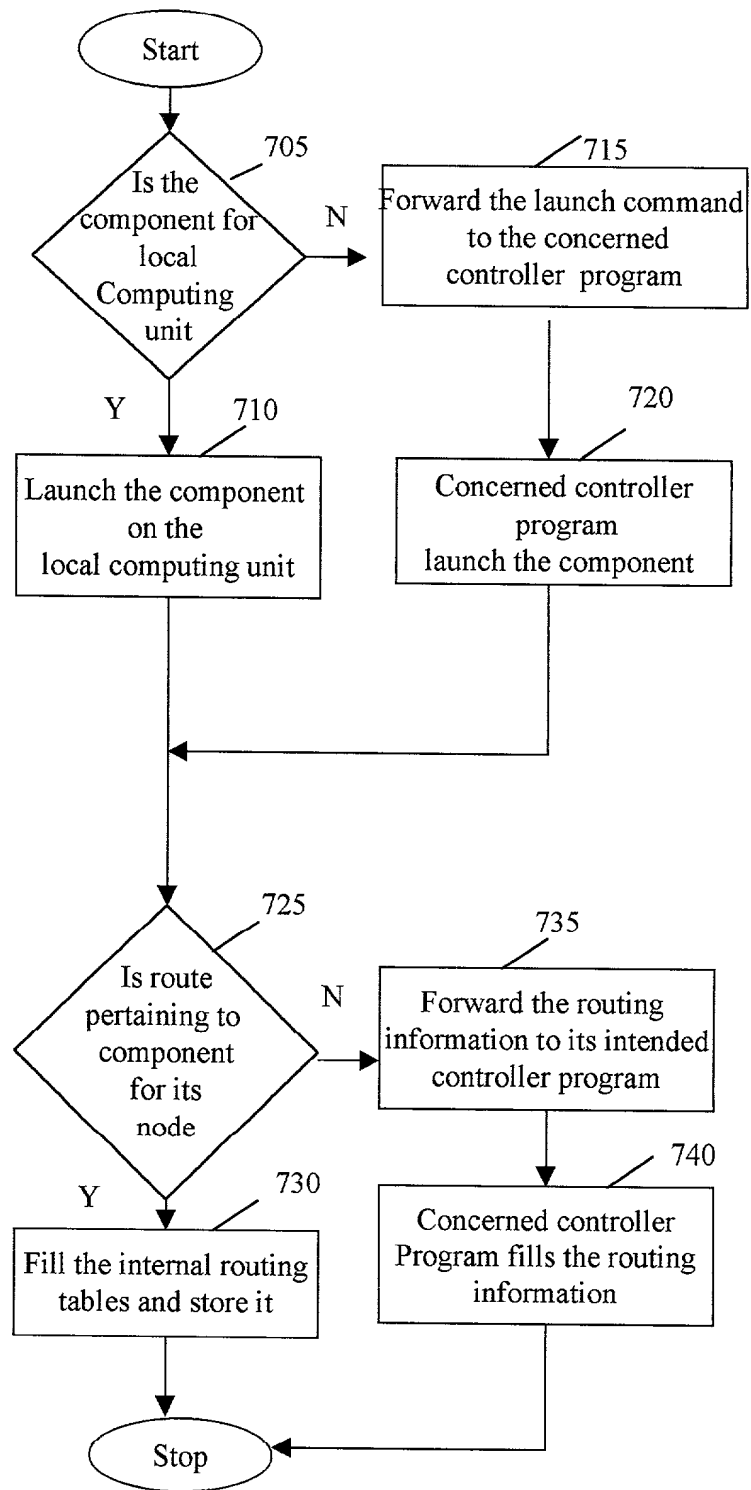 Start
705
Is the
component for
local
Computing
unit
N
715
Forward the launch command
to the concerned
controller program
Y
710
Launch the component
on the
local computing unit
720
Concerned controller
program
launch the component
725
Is route
pertaining to
component
for its
node
N
735
Forward the routing
information to its intended
controller program
Y
730
Fill the internal routing
tables and store it
740
Concerned controller
Program fills the routing
information
Stop